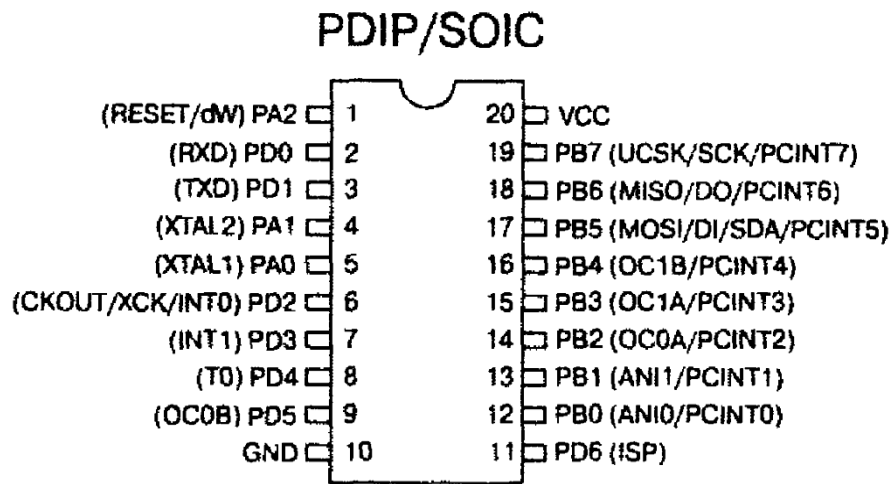 PDIP/SOIC
(RESET/dW) PA2 1 20 VCC
(RXD) PD0 2 19 PB7 (UCSK/SCK/PCINT7)
(TXD) PD1 3 18 PB6 (MISO/DO/PCINT6)
(XTAL2) PA1 4 17 PB5 (MOSI/DI/SDA/PCINT5)
(XTAL1) PA0 5 16 PB4 (OC1B/PCINT4)
(CKOUT/XCK/INT0) PD2 6 15 PB3 (OC1A/PCINT3)
(INT1) PD3 7 14 PB2 (OC0A/PCINT2)
(T0) PD4 8 13 PB1 (ANI1/PCINT1)
(OC0B) PD5 9 12 PB0 (ANI0/PCINT0)
GND 10 11 PD6 (ISP)